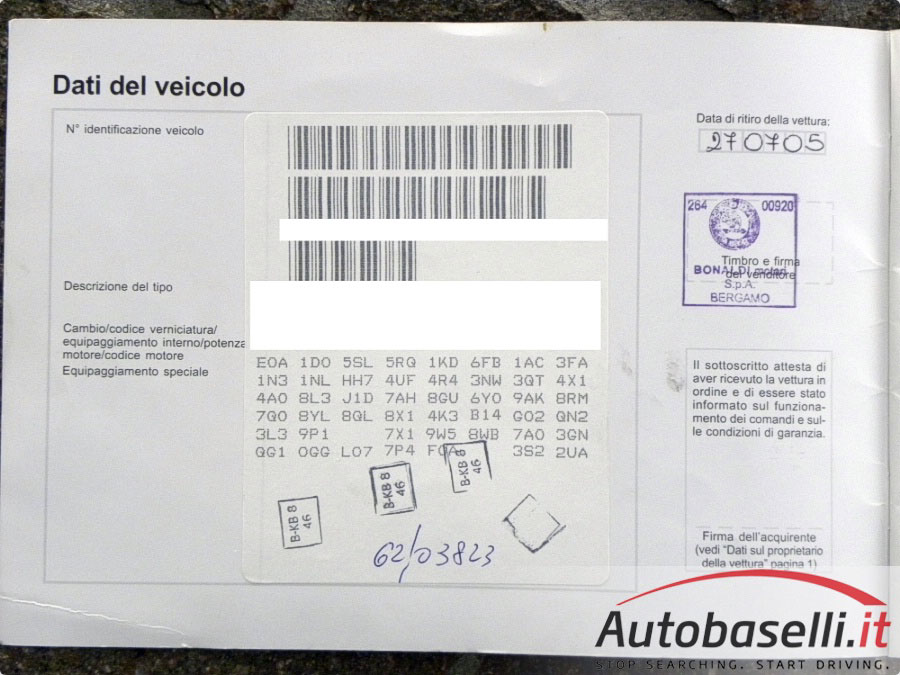 Dati del veicolo
N° identificazione veicolo
Descrizione del tipo
Cambio/codice verniciatura/
equipaggiamento interno/potenza
motore/codice motore
Equipaggiamento speciale
E0A 1D0 5SL 5RQ 1KD 6FB 1AC 3FA
1N3 1NL HH7 4UF 4R4 3NW 3QT 4X1
4A0 8L3 J1D 7AH 8GU 6Y0 9AK 8RM
7Q0 8YL 8QL 8X1 4K3 B14 G02 QN2
3L3 9P1 7X1 9W5 8WB 7A0 3GN
QG1 0GG L07 7P4 F0A 3S2 2UA
B-KB 8
46
B-KB 8
46
B-KB 8
46
62/03823
Data di ritiro della vettura:
270705
264 00920
Timbro e firma
del venditore
BONALDI motori
S.p.A.
BERGAMO
Il sottoscritto attesta di
aver ricevuto la vettura in
ordine e di essere stato
informato sul funziona-
mento dei comandi e sul-
le condizioni di garanzia.
Firma dell'acquirente
(vedi "Dati sul proprietario
della vettura" pagina 1)
Autobaselli.it
STOP SEARCHING. START DRIVING.